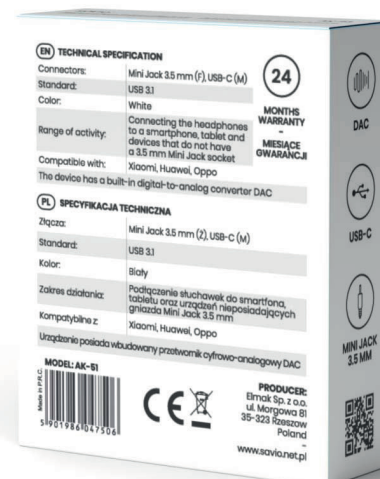 EN TECHNICAL SPECIFICATION
Connectors: Mini Jack 3.5 mm (F), USB-C (M)
Standard: USB 3.1
Color: White
Range of activity: Connecting the headphones
to a smartphone, tablet and
devices that do not have
a 3.5 mm Mini Jack socket
Compatible with: Xiaomi, Huawei, Oppo
The device has a built-in digital-to-analog converter DAC
24
MONTHS
WARRANTY
-
MIESIĄCE
GWARANCJI
PL SPECYFIKACJA TECHNICZNA
Złącza: Mini Jack 3.5 mm (Ż), USB-C (M)
Standard: USB 3.1
Kolor: Biały
Zakres działania: Podłączenie słuchawek do smartfona,
tabletu oraz urządzeń nieposiadających
gniazda Mini Jack 3.5 mm
Kompatybilne z: Xiaomi, Huawei, Oppo
Urządzenie posiada wbudowany przetwornik cyfrowo-analogowy DAC
MODEL: AK-51
Made in P.R.C.
5 901986 047506
CE
PRODUCER:
Elmak Sp. z o.o.
ul. Morgowa 81
35-323 Rzeszow
Poland
-
www.savio.net.pl
DAC
USB-C
MINI JACK
3.5 MM